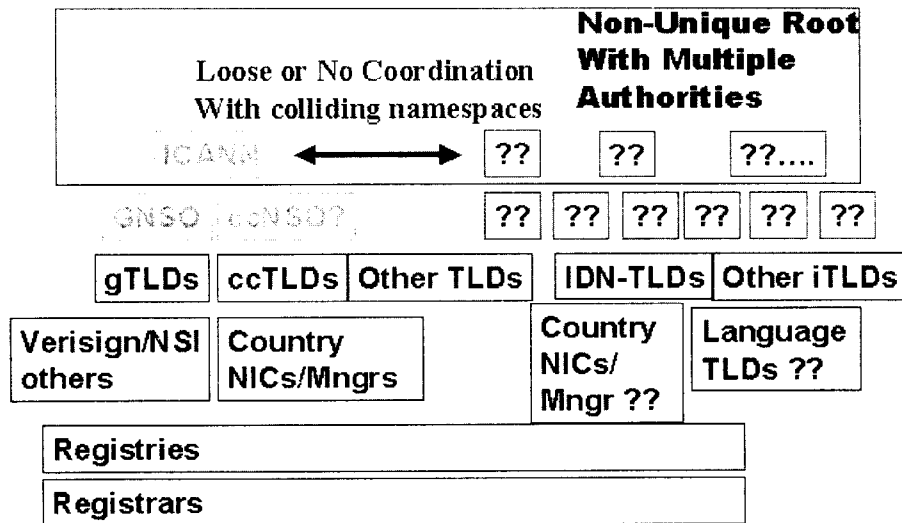 Non-Unique Root
With Multiple
Authorities
Loose or No Coordination
With colliding namespaces
ICANN
??
??
??....
GNSO
ccNSO?
??
??
??
??
??
??
gTLDs
ccTLDs
Other TLDs
IDN-TLDs
Other iTLDs
Verisign/NSI
others
Country
NICs/Mngrs
Country
NICs/
Mngr ??
Language
TLDs ??
Registries
Registrars